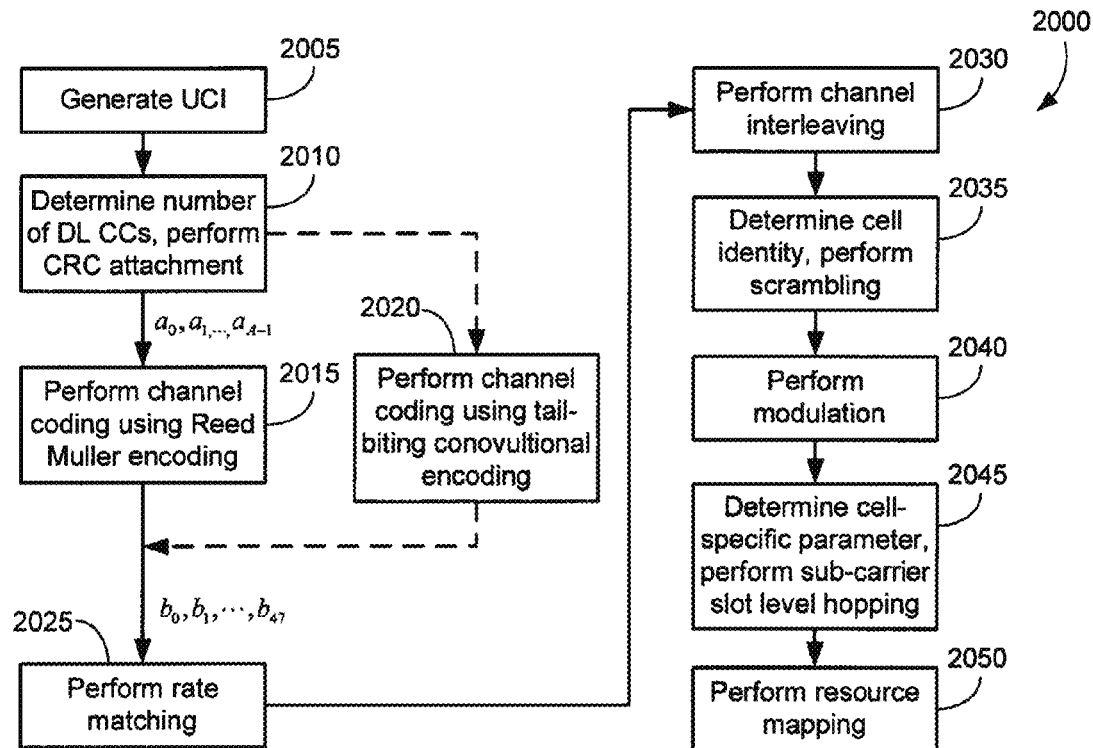 2005
Generate UCI
2010
Determine number
of DL CCs, perform
CRC attachment
a₀, a₁,...,a_{A-1}
2020
Perform channel
coding using Reed
Muller encoding
2015
Perform channel
coding using tail-
biting conovultional
encoding
b₀, b₁, ..., b₄₇
2025
Perform rate
matching
2000
2030
Perform channel
interleaving
2035
Determine cell
identity, perform
scrambling
2040
Perform
modulation
2045
Determine cell-
specific parameter,
perform sub-carrier
slot level hopping
2050
Perform resource
mapping